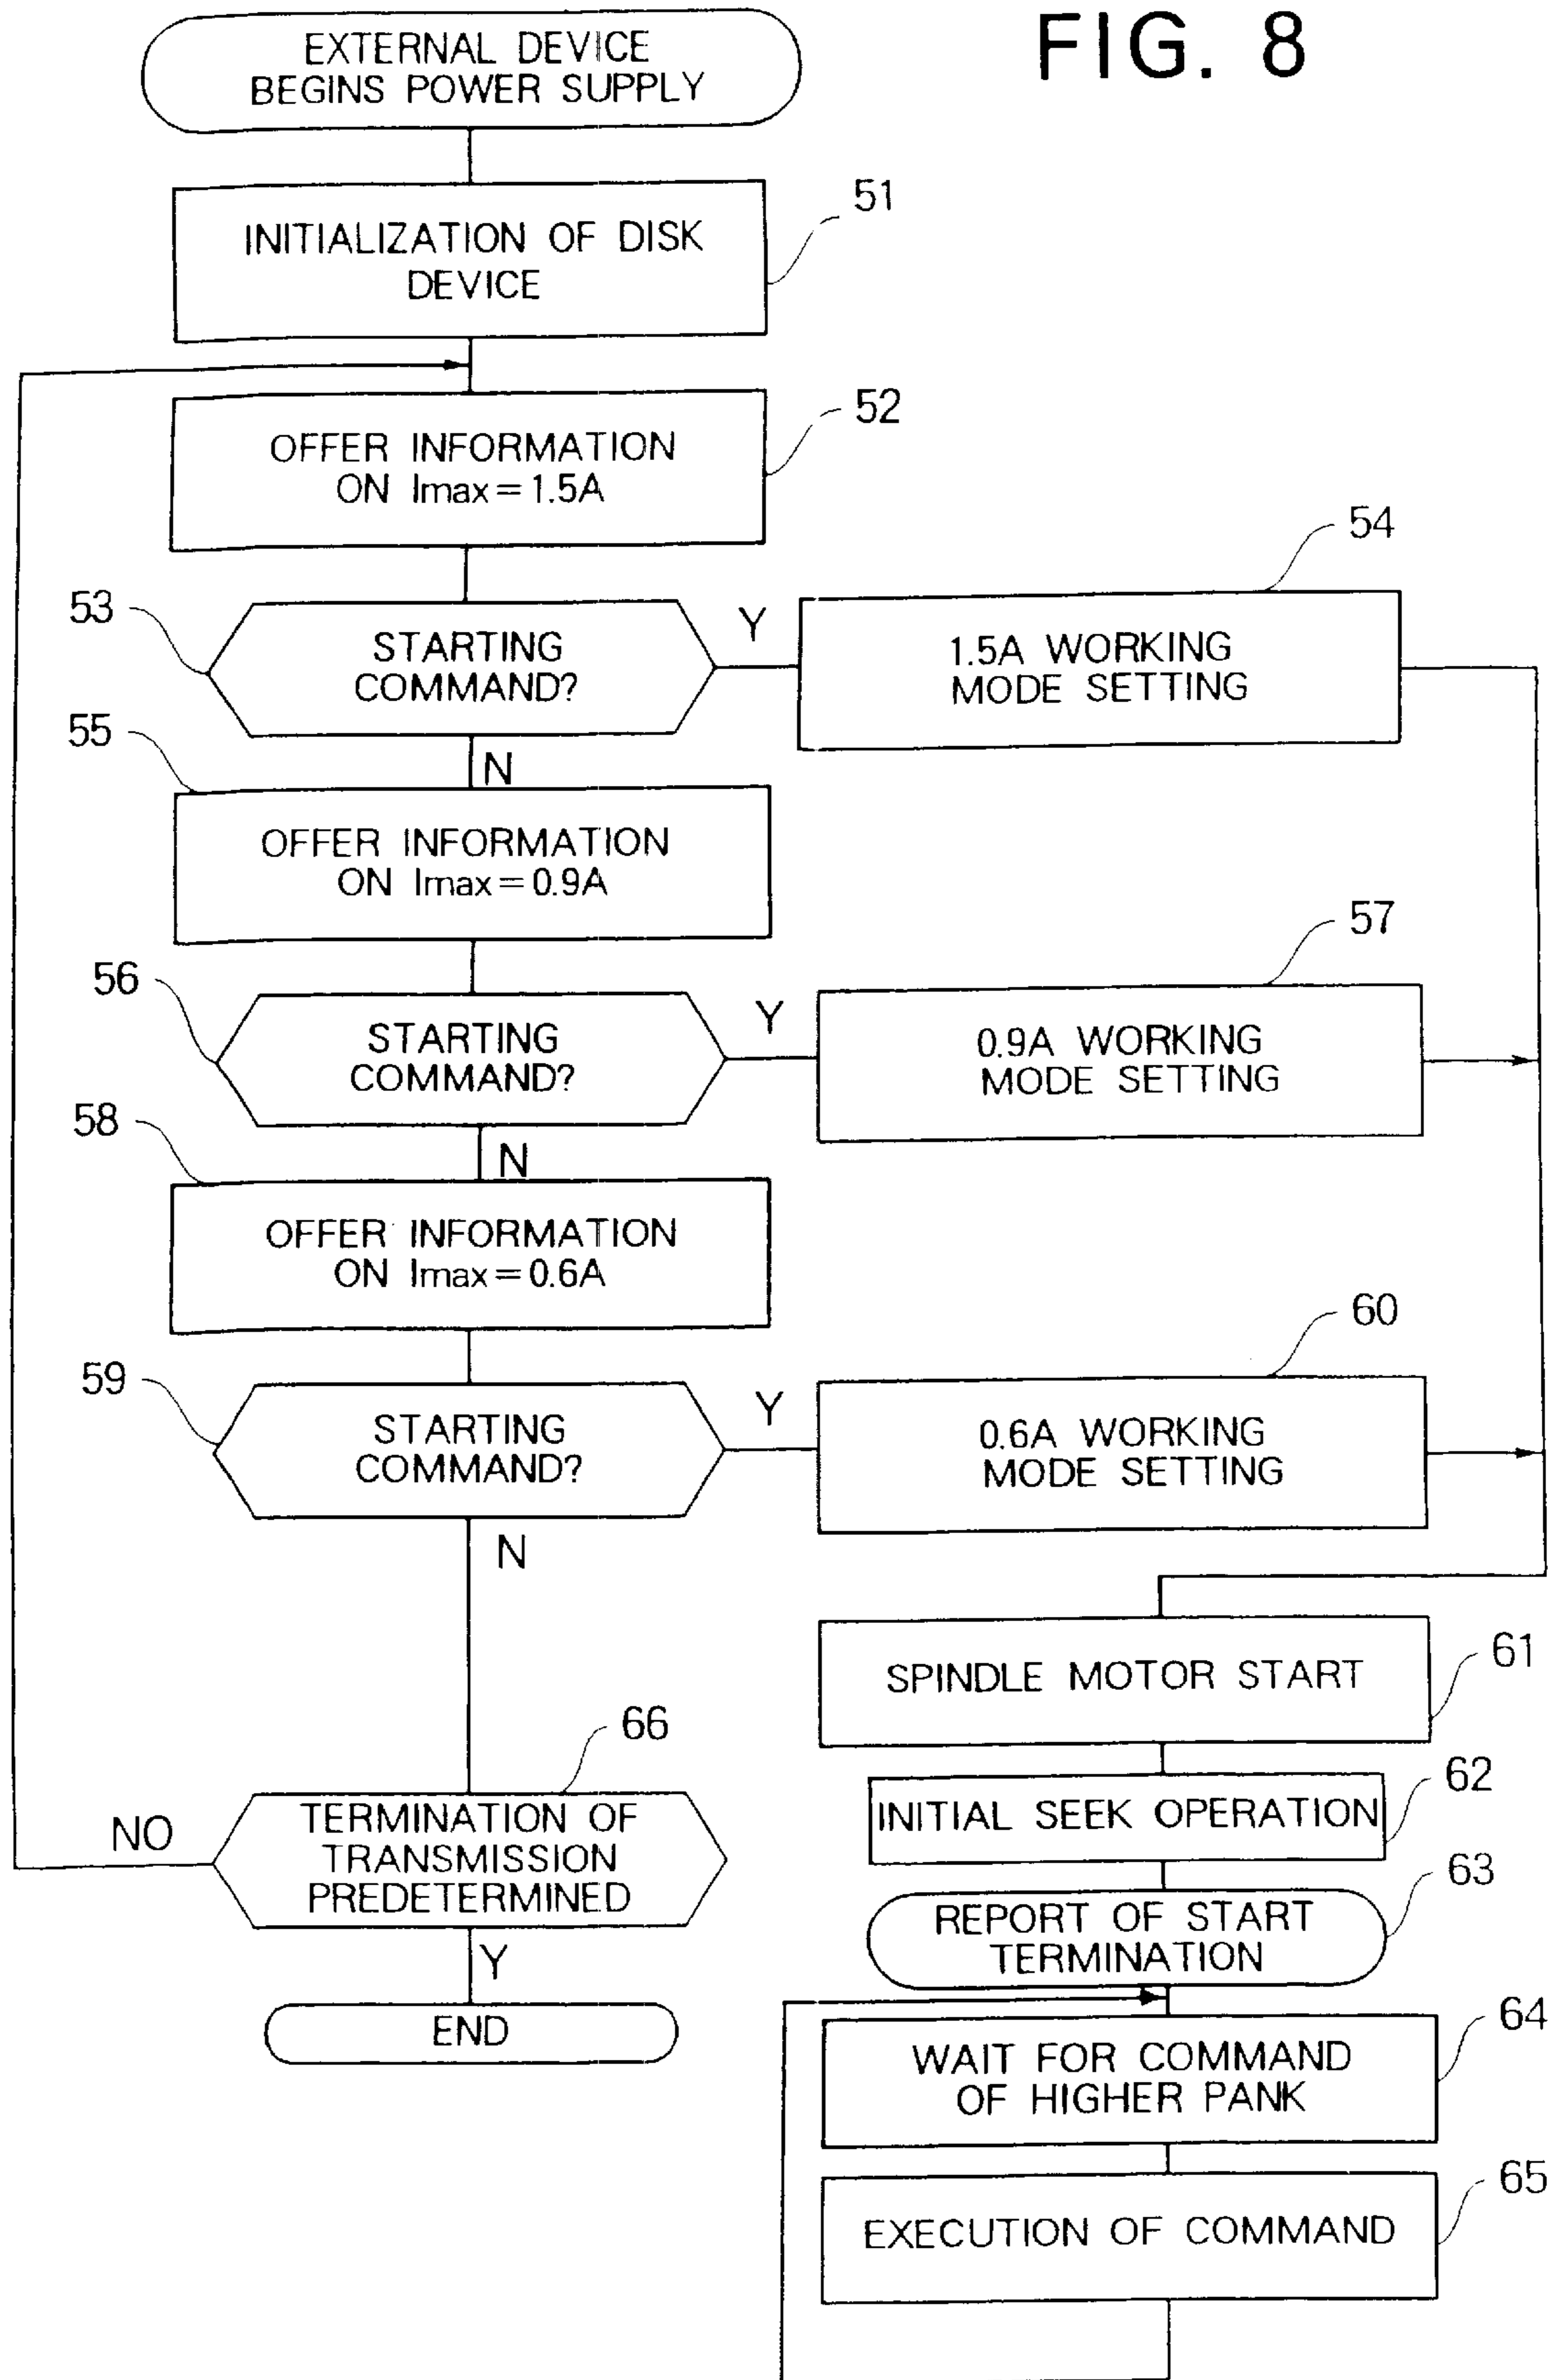 FIG. 8
EXTERNAL DEVICE
BEGINS POWER SUPPLY
51
INITIALIZATION OF DISK
DEVICE
52
OFFER INFORMATION
ON Imax = 1.5A
53
STARTING
COMMAND?
Y
54
1.5A WORKING
MODE SETTING
N
55
OFFER INFORMATION
ON Imax = 0.9A
56
STARTING
COMMAND?
Y
57
0.9A WORKING
MODE SETTING
N
58
OFFER INFORMATION
ON Imax = 0.6A
59
STARTING
COMMAND?
Y
60
0.6A WORKING
MODE SETTING
N
66
TERMINATION OF
TRANSMISSION
PREDETERMINED
NO
Y
END
61
SPINDLE MOTOR START
62
INITIAL SEEK OPERATION
63
REPORT OF START
TERMINATION
64
WAIT FOR COMMAND
OF HIGHER PANK
65
EXECUTION OF COMMAND